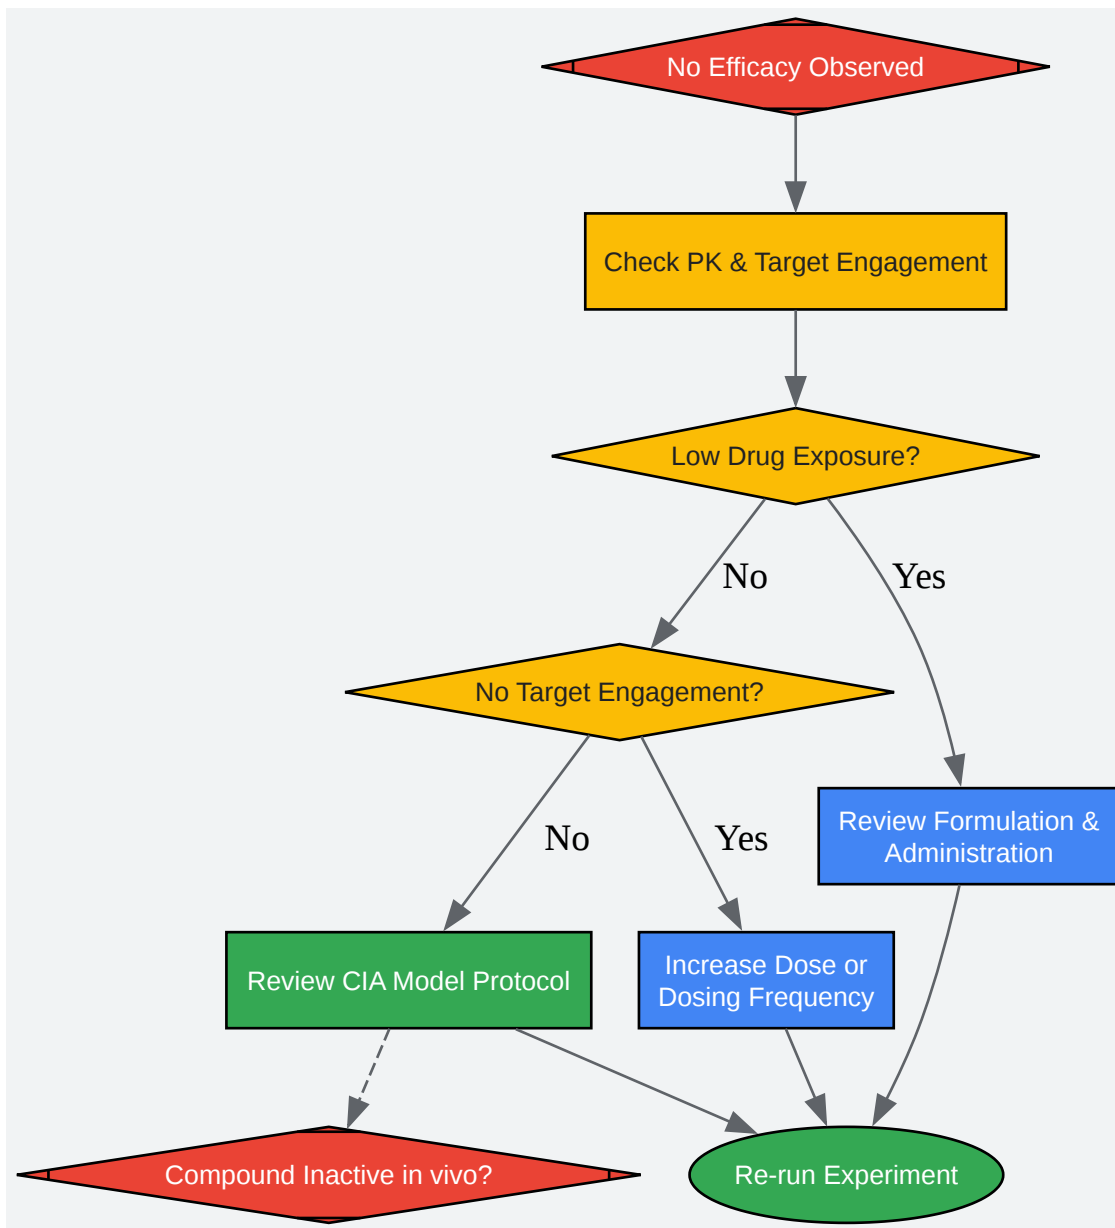 No Efficacy Observed
Check PK & Target Engagement
Low Drug Exposure?
No
Yes
No Target Engagement?
No
Yes
Review Formulation &
Administration
Review CIA Model Protocol
Increase Dose or
Dosing Frequency
Compound Inactive in vivo?
Re-run Experiment